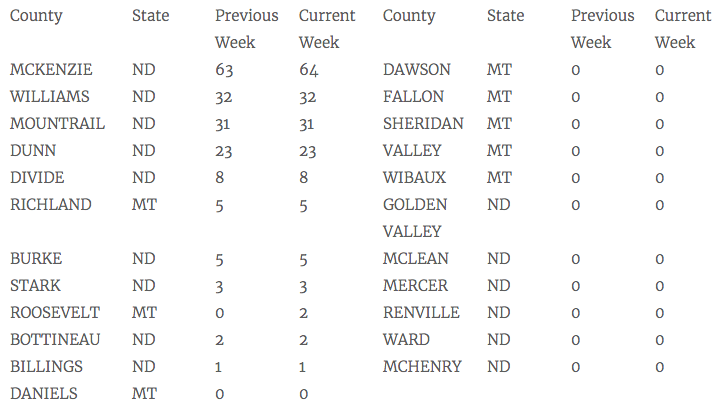 County State Previous Current County State Previous Current
Week Week Week Week
MCKENZIE ND 63 64 DAWSON MT 0 0
WILLIAMS ND 32 32 FALLON MT 0 0
MOUNTRAIL ND 31 31 SHERIDAN MT 0 0
DUNN ND 23 23 VALLEY MT 0 0
DIVIDE ND 8 8 WIBAUX MT 0 0
RICHLAND MT 5 5 GOLDEN ND 0 0
VALLEY
BURKE ND 5 5 MCLEAN ND 0 0
STARK ND 3 3 MERCER ND 0 0
ROOSEVELT MT 0 2 RENVILLE ND 0 0
BOTTINEAU ND 2 2 WARD ND 0 0
BILLINGS ND 1 1 MCHENRY ND 0 0
DANIELS MT 0 0